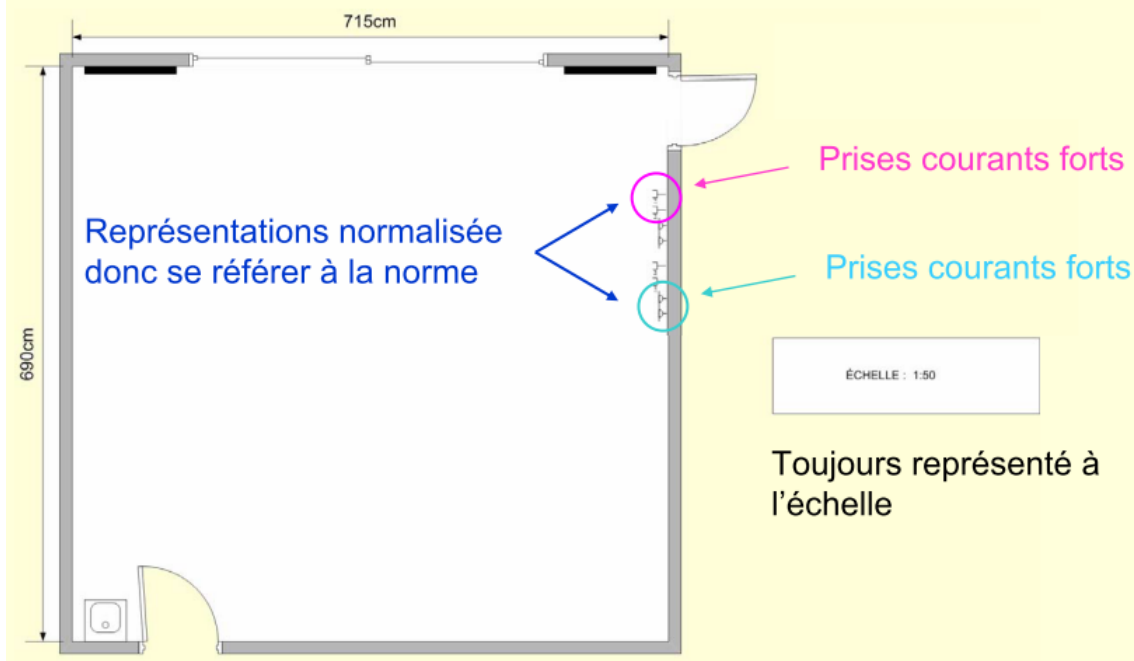 715cm
Prises courants forts
Représentations normalisée
donc se référer à la norme
Prises courants forts
690cm
ÉCHELLE : 1:50
Toujours représenté à
l'échelle